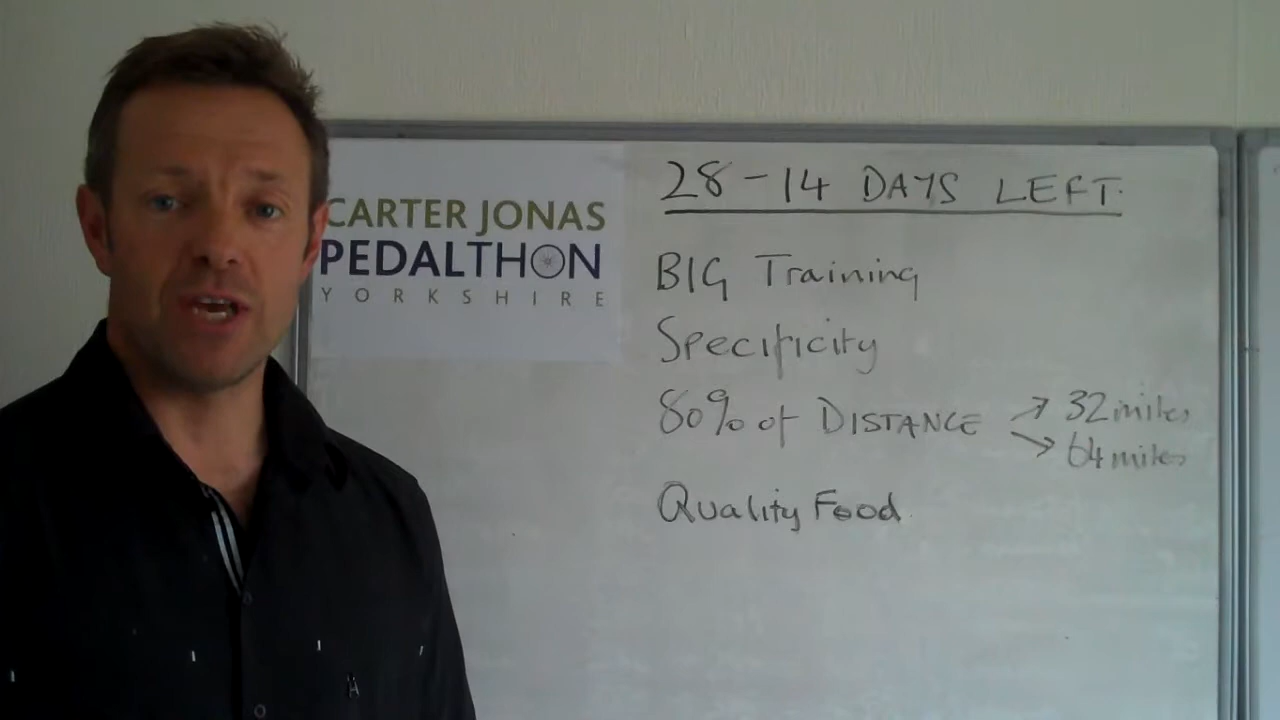 CARTER JONAS
PEDALTHON
YORKSHIRE
28-14 DAYS LEFT.
BIG Training
Specificity
80% of DISTANCE → 32 miles
→ 64 miles
Quality Food.